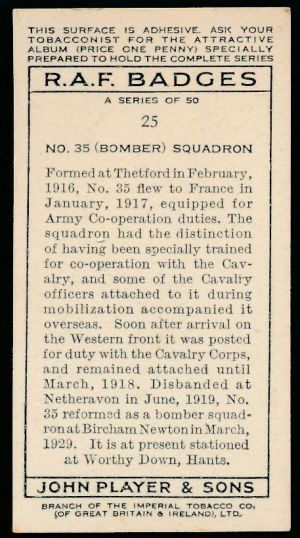 THIS SURFACE IS ADHESIVE. ASK YOUR
TOBACCONIST FOR THE ATTRACTIVE
ALBUM (PRICE ONE PENNY) SPECIALLY
PREPARED TO HOLD THE COMPLETE SERIES
R.A.F. BADGES
A SERIES OF 50
25
NO. 35 (BOMBER) SQUADRON
Formed at Thetford in February,
1916, No. 35 flew to France in
January, 1917, equipped for
Army Co-operation duties. The
squadron had the distinction
of having been specially trained
for co-operation with the Cav-
alry, and some of the Cavalry
officers attached to it during
mobilization accompanied it
overseas. Soon after arrival on
the Western front it was posted
for duty with the Cavalry Corps,
and remained attached until
March, 1918. Disbanded at
Netheravon in June, 1919, No.
35 reformed as a bomber squad-
ron at Bircham Newton in March,
1929. It is at present stationed
at Worthy Down, Hants.
JOHN PLAYER & SONS
BRANCH OF THE IMPERIAL TOBACCO CO.
(OF GREAT BRITAIN & IRELAND), LTD.